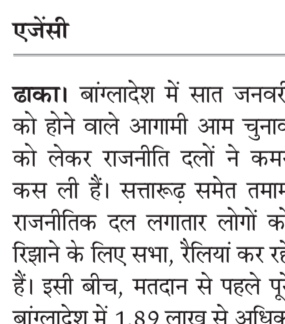 एजेंसी
ढाका। बांग्लादेश में सात जनवरी
को होने वाले आगामी आम चुनाव
को लेकर राजनीति दलों ने कमर
कस ली हैं। सत्तारूढ़ समेत तमाम
राजनीतिक दल लगातार लोगों को
रिझाने के लिए सभा, रैलियां कर रहे
हैं। इसी बीच, मतदान से पहले पूरे
बांग्लादेश में 1.89 लाख से अधिक